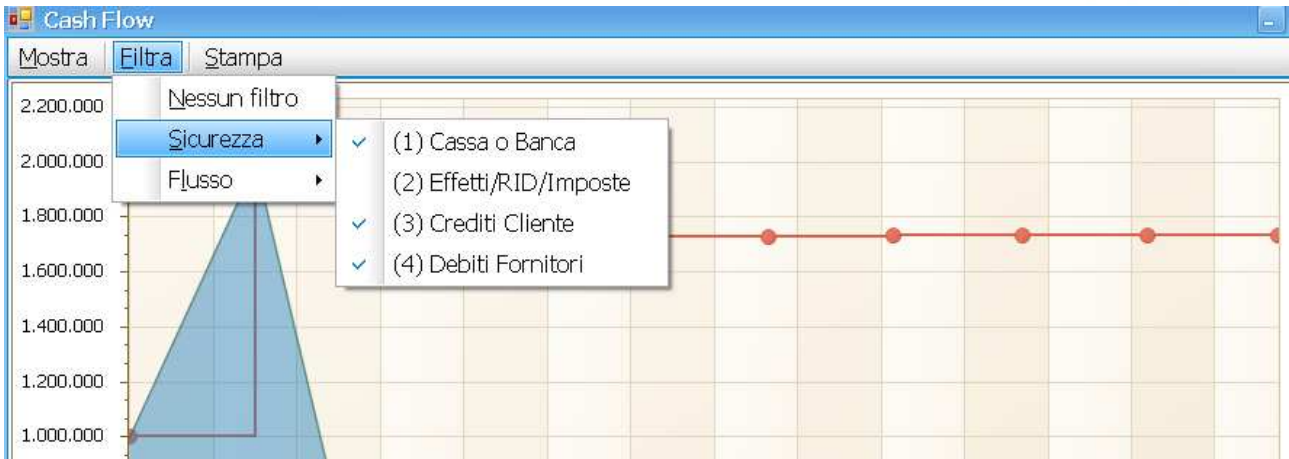 Cash Flow
Mostra Filtra Stampa
Nessun filtro
Sicurezza
Flusso
(1) Cassa o Banca
(2) Effetti/RID/Imposte
(3) Crediti Cliente
(4) Debiti Fornitori
2.200.000
2.000.000
1.800.000
1.600.000
1.400.000
1.200.000
1.000.000